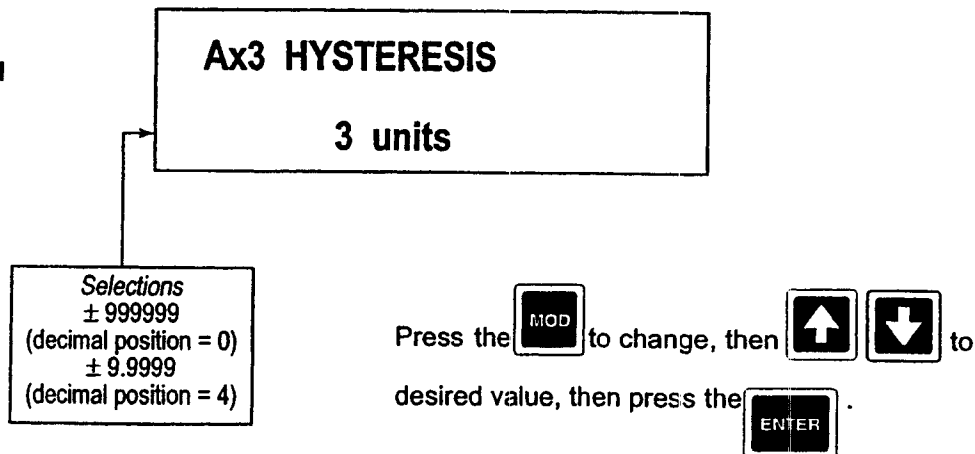 Ax3 HYSTERESIS
3 units
Selections
± 999999
(decimal position = 0)
± 9.9999
(decimal position = 4)
Press the MOD to change, then to
desired value, then press the ENTER .